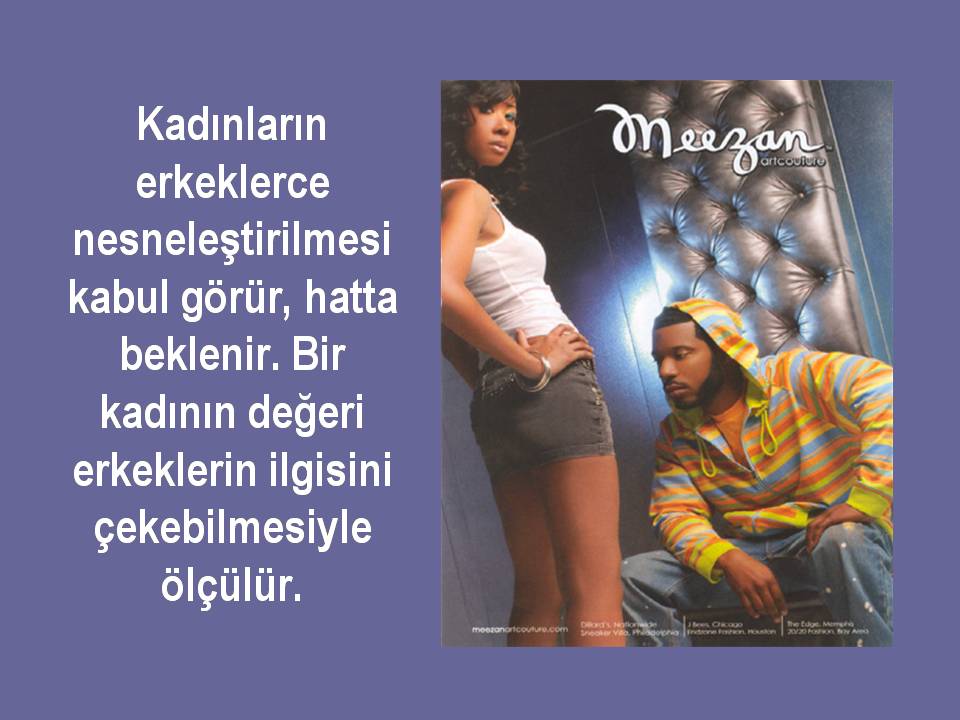 Kadınların
erkeklerce
nesneleştirilmesi
kabul görür, hatta
beklenir. Bir
kadının değeri
erkeklerin ilgisini
çekebilmesiyle
ölçülür.
Meezan
artcouture
meezanartcouture.com
Dillard's, Nationwide
Sneaker Villa, Philadelphia
J Bees, Chicago
Endzone Fashion, Houston
The Edge, Memphis
20/20 Fashion, Bay Area